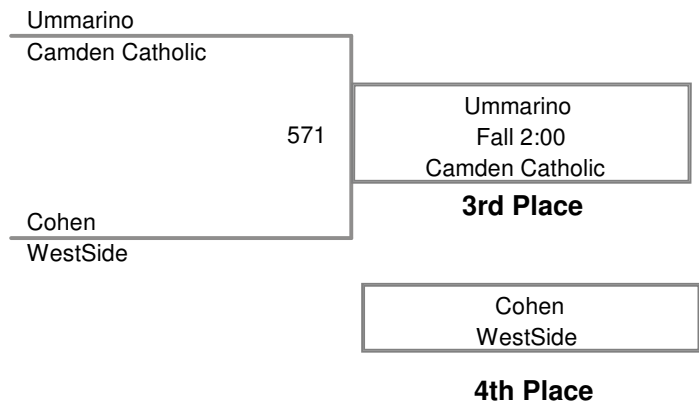 Ummarino
Camden Catholic
571
Ummarino
Fall 2:00
Camden Catholic
3rd Place
Cohen
WestSide
Cohen
WestSide
4th Place